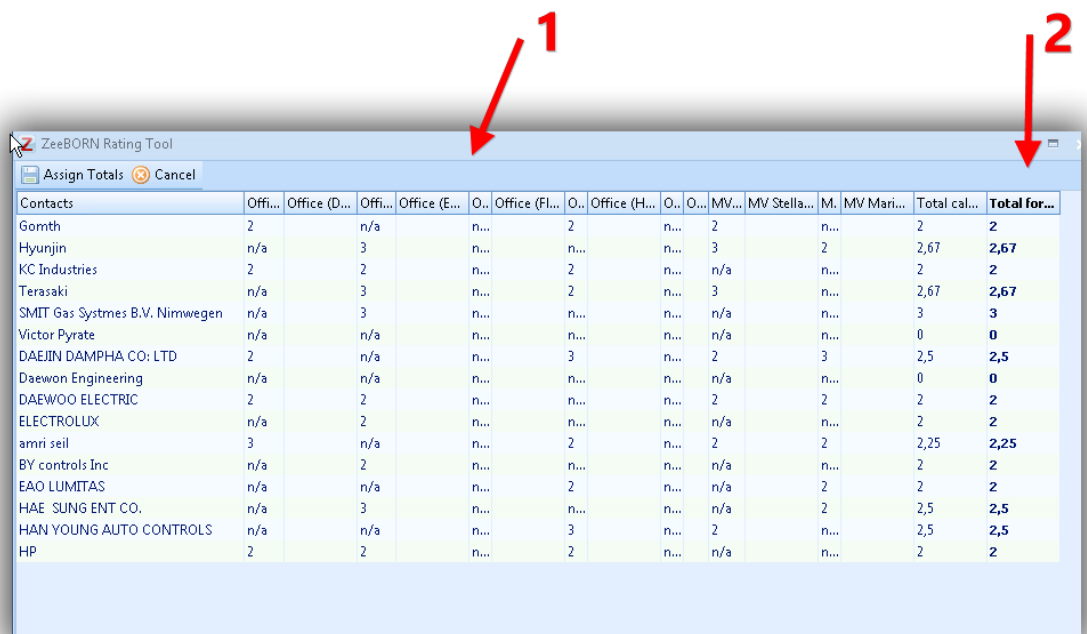 1 2
ZeeBORN Rating Tool
Assign Totals Cancel
Contacts Offi... Office (D... Offi... Office (E... O.. Office (Fl... O.. Office (H... O.. O.. MV... MV Stella... M. MV Mari... Total cal... Total for...
Gomth 2 n/a n... 2 n... 2 n... 2 2
Hyunjin n/a 3 n... n... n... 3 2 2,67 2,67
KC Industries 2 2 n... 2 n... n/a n... 2 2
Terasaki n/a 3 n... 2 n... 3 n... 2,67 2,67
SMIT Gas Systmes B.V. Nimwegen n/a 3 n... n... n... n/a n... 3 3
Victor Pyrate n/a n/a n... n... n... n/a n... 0 0
DAEJIN DAMPHA CO: LTD 2 n/a n... 3 n... 2 3 2,5 2,5
Daewon Engineering n/a n/a n... n... n... n/a n... 0 0
DAEWOO ELECTRIC 2 2 n... 2 n... 2 2 2 2
ELECTROLUX n/a 2 n... n... n... n/a n... 2 2
amri seil 3 n/a n... 2 n... 2 2 2,25 2,25
BY controls Inc n/a 2 n... n... n... n/a n... 2 2
EAO LUMITAS n/a n/a n... 2 n... n/a 2 2 2
HAE SUNG ENT CO. n/a 3 n... n... n... n/a 2 2,5 2,5
HAN YOUNG AUTO CONTROLS n/a n/a n... 3 n... 2 n... 2,5 2,5
HP 2 2 n... 2 n... n/a n... 2 2